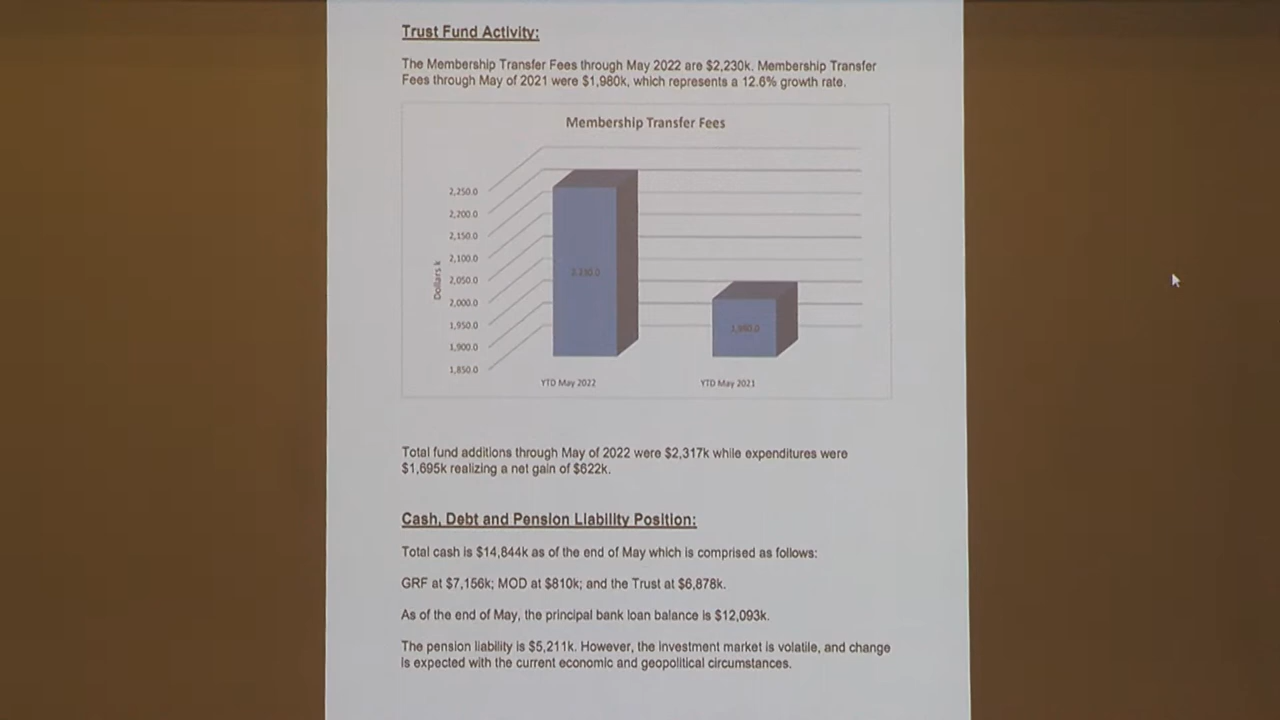 Trust Fund Activity:
The Membership Transfer Fees through May 2022 are $2,230k. Membership Transfer
Fees through May of 2021 were $1,980k, which represents a 12.6% growth rate.
Membership Transfer Fees
2,250.0
2,200.0
2,150.0
2,100.0
2,050.0
2,000.0
1,950.0
1,900.0
1,850.0
Dollars k
2,230.0
1,980.0
YTD May 2022
YTD May 2021
Total fund additions through May of 2022 were $2,317k while expenditures were
$1,695k realizing a net gain of $622k.
Cash, Debt and Pension Liability Position:
Total cash is $14,844k as of the end of May which is comprised as follows:
GRF at $7,156k; MOD at $810k; and the Trust at $6,878k.
As of the end of May, the principal bank loan balance is $12,093k.
The pension liability is $5,211k. However, the investment market is volatile, and change
is expected with the current economic and geopolitical circumstances.